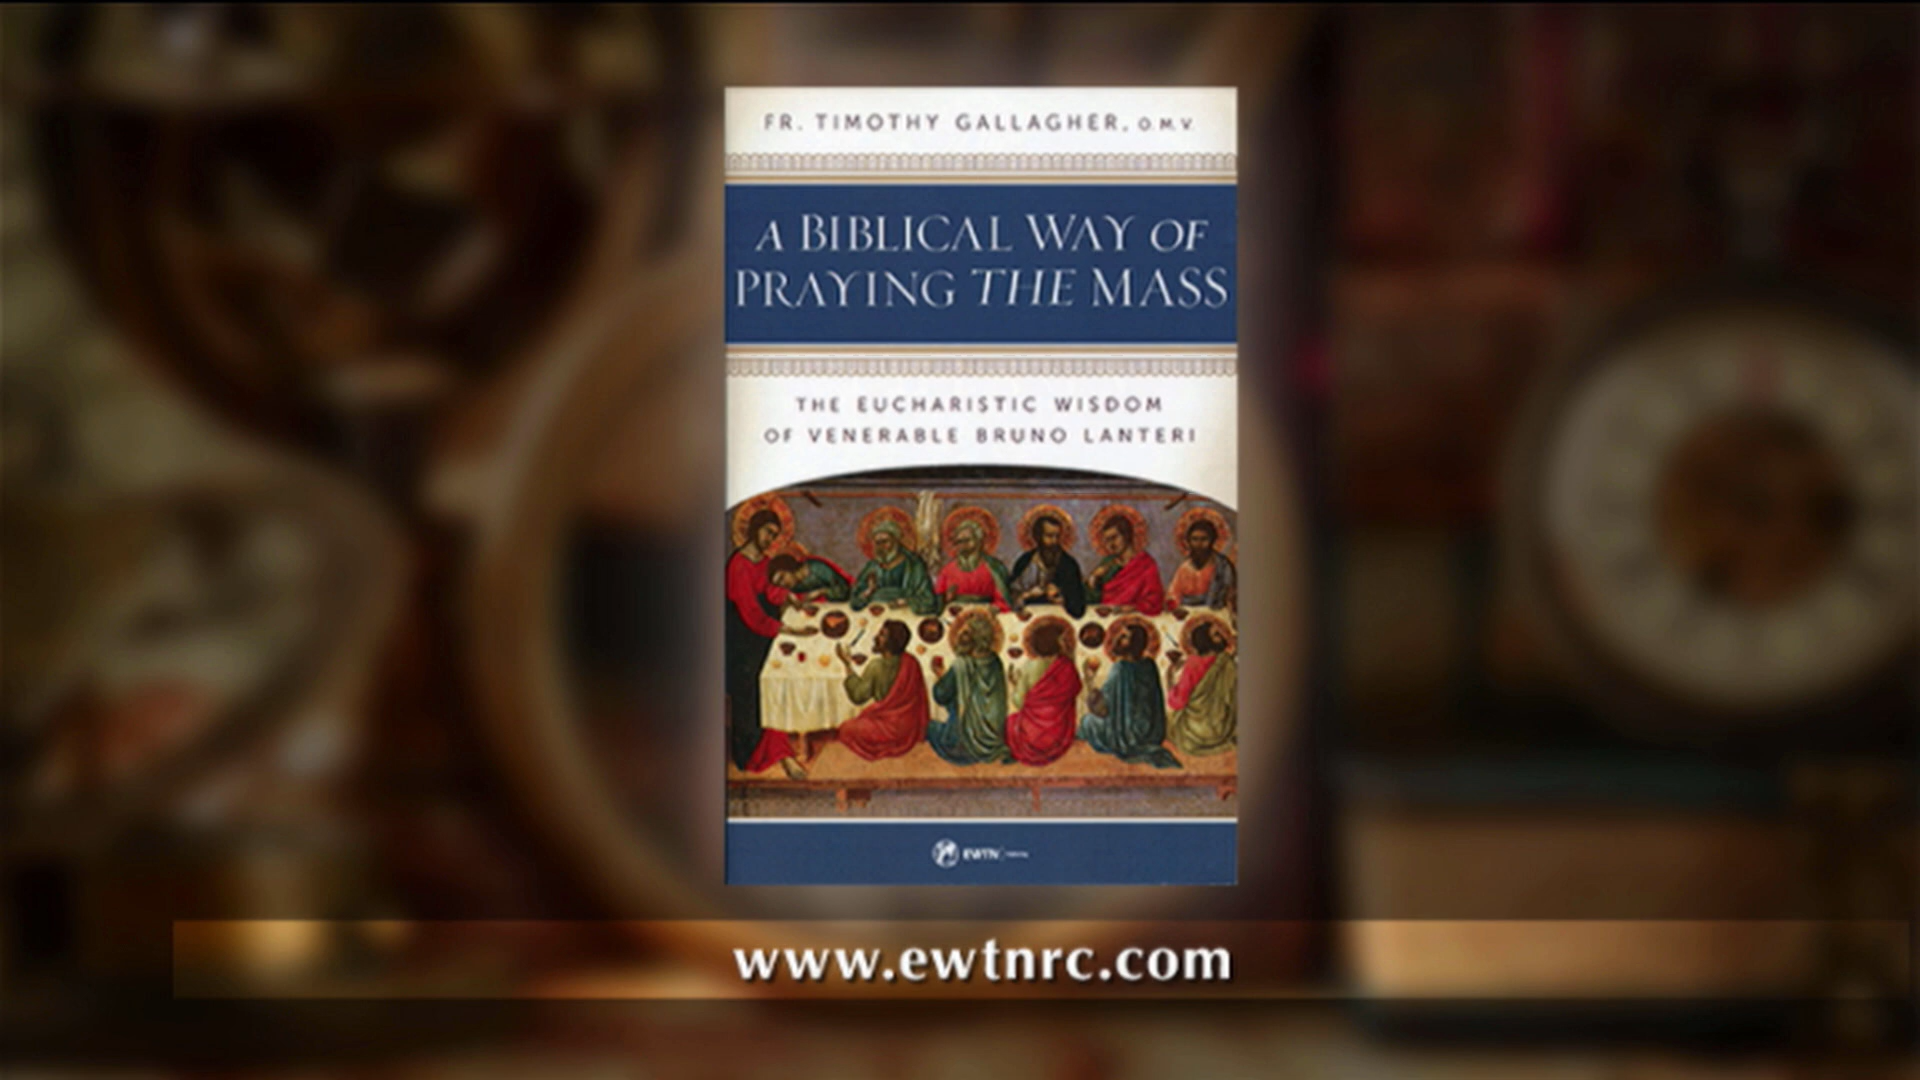 FR. TIMOTHY GALLAGHER, O.M.V.
A BIBLICAL WAY OF
PRAYING THE MASS
THE EUCHARISTIC WISDOM
OF VENERABLE BRUNO LANTERI
EWTN
www.ewtnrc.com